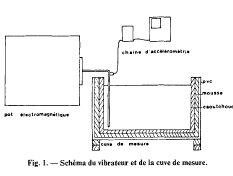 chaîne d'accélérométrie
pvc
mousse
caoutchouc
pot électromagnétique
cuve de mesure
Fig. 1. — Schéma du vibrateur et de la cuve de mesure.